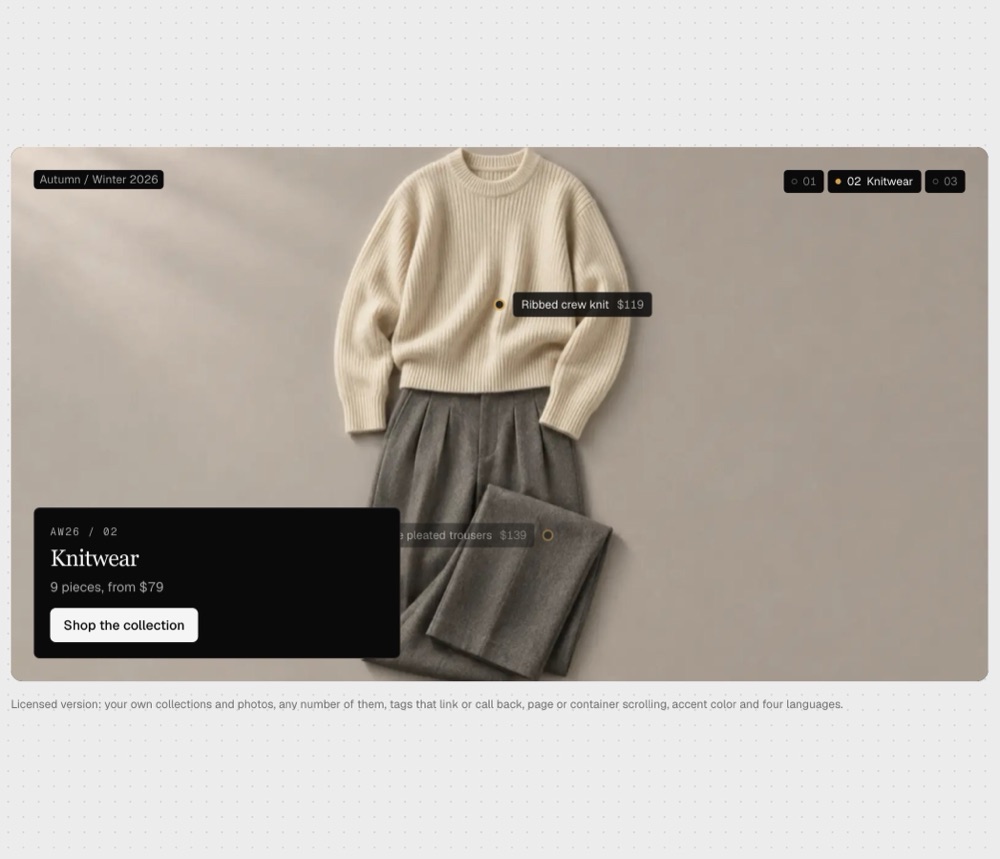 Autumn / Winter 2026
01
02 Knitwear
03
Ribbed crew knit $119
pleated trousers $139
AW26 / 02
Knitwear
9 pieces, from $79
Shop the collection
Licensed version: your own collections and photos, any number of them, tags that link or call back, page or container scrolling, accent color and four languages.